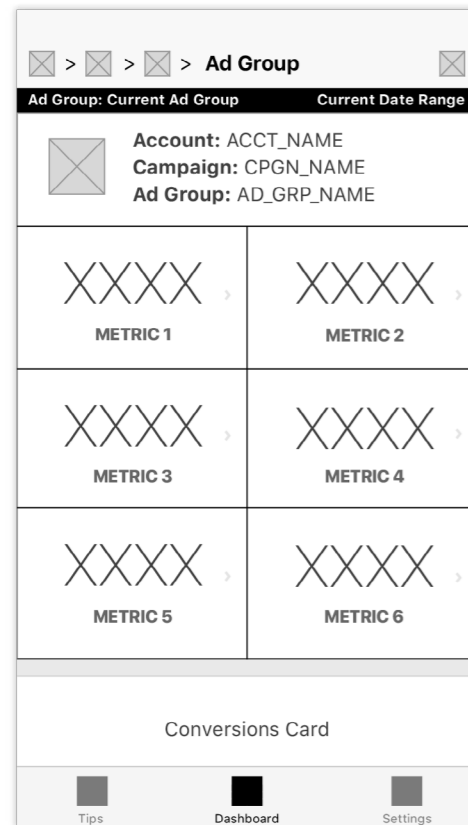 > > > Ad Group
Ad Group: Current Ad Group Current Date Range
Account: ACCT_NAME
Campaign: CPGN_NAME
Ad Group: AD_GRP_NAME
XXXX › XXXX ›
METRIC 1 METRIC 2
XXXX › XXXX ›
METRIC 3 METRIC 4
XXXX › XXXX ›
METRIC 5 METRIC 6
Conversions Card
Tips Dashboard Settings